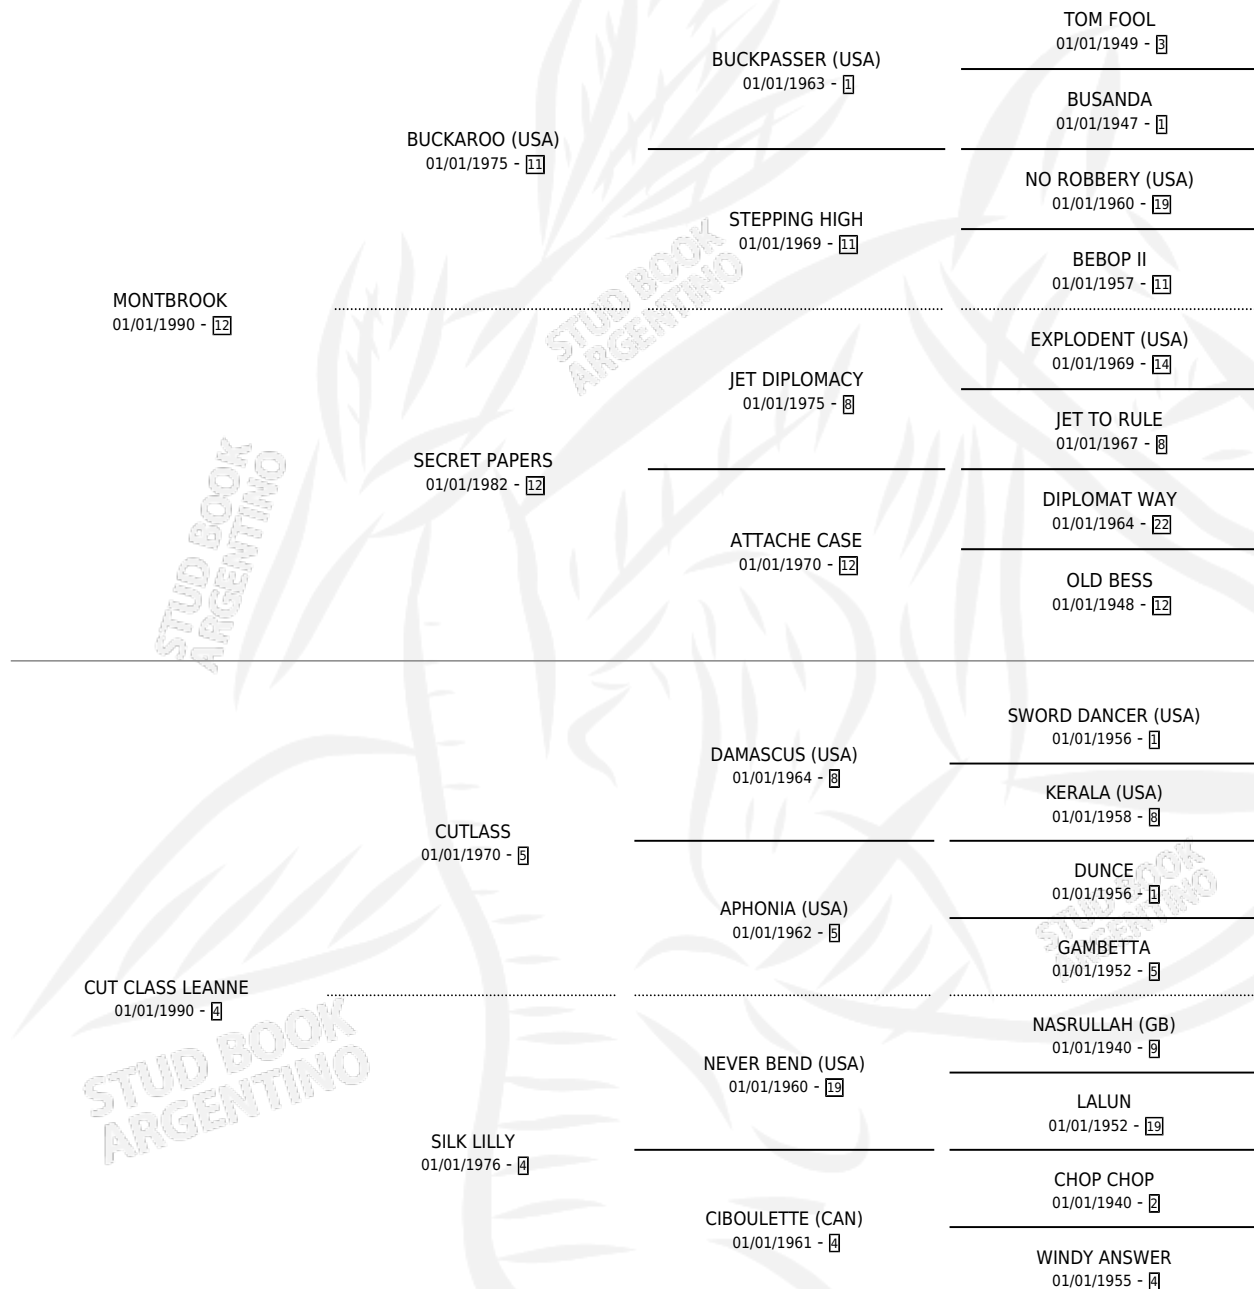 TOM FOOL
01/01/1949 - 3
BUCKPASSER (USA)
01/01/1963 - 1
BUSANDA
01/01/1947 - 1
BUCKAROO (USA)
01/01/1975 - 11
NO ROBBERY (USA)
01/01/1960 - 19
STEPPING HIGH
01/01/1969 - 11
BEBOP II
01/01/1957 - 11
MONTBROOK
01/01/1990 - 12
EXPLODENT (USA)
01/01/1969 - 14
JET DIPLOMACY
01/01/1975 - 8
JET TO RULE
01/01/1967 - 8
SECRET PAPERS
01/01/1982 - 12
DIPLOMAT WAY
01/01/1964 - 22
ATTACHE CASE
01/01/1970 - 12
OLD BESS
01/01/1948 - 12
SWORD DANCER (USA)
01/01/1956 - 1
DAMASCUS (USA)
01/01/1964 - 8
KERALA (USA)
01/01/1958 - 8
CUTLASS
01/01/1970 - 5
DUNCE
01/01/1956 - 1
APHONIA (USA)
01/01/1962 - 5
GAMBETTA
01/01/1952 - 5
CUT CLASS LEANNE
01/01/1990 - 4
NASRULLAH (GB)
01/01/1940 - 9
NEVER BEND (USA)
01/01/1960 - 19
LALUN
01/01/1952 - 19
SILK LILLY
01/01/1976 - 4
CHOP CHOP
01/01/1940 - 2
CIBOULETTE (CAN)
01/01/1961 - 4
WINDY ANSWER
01/01/1955 - 4
STUD BOOK
ARGENTINO
STUD BOOK
ARGENTINO
STUD BOOK
ARGENTINO
STUD BOOK
ARGENTINO